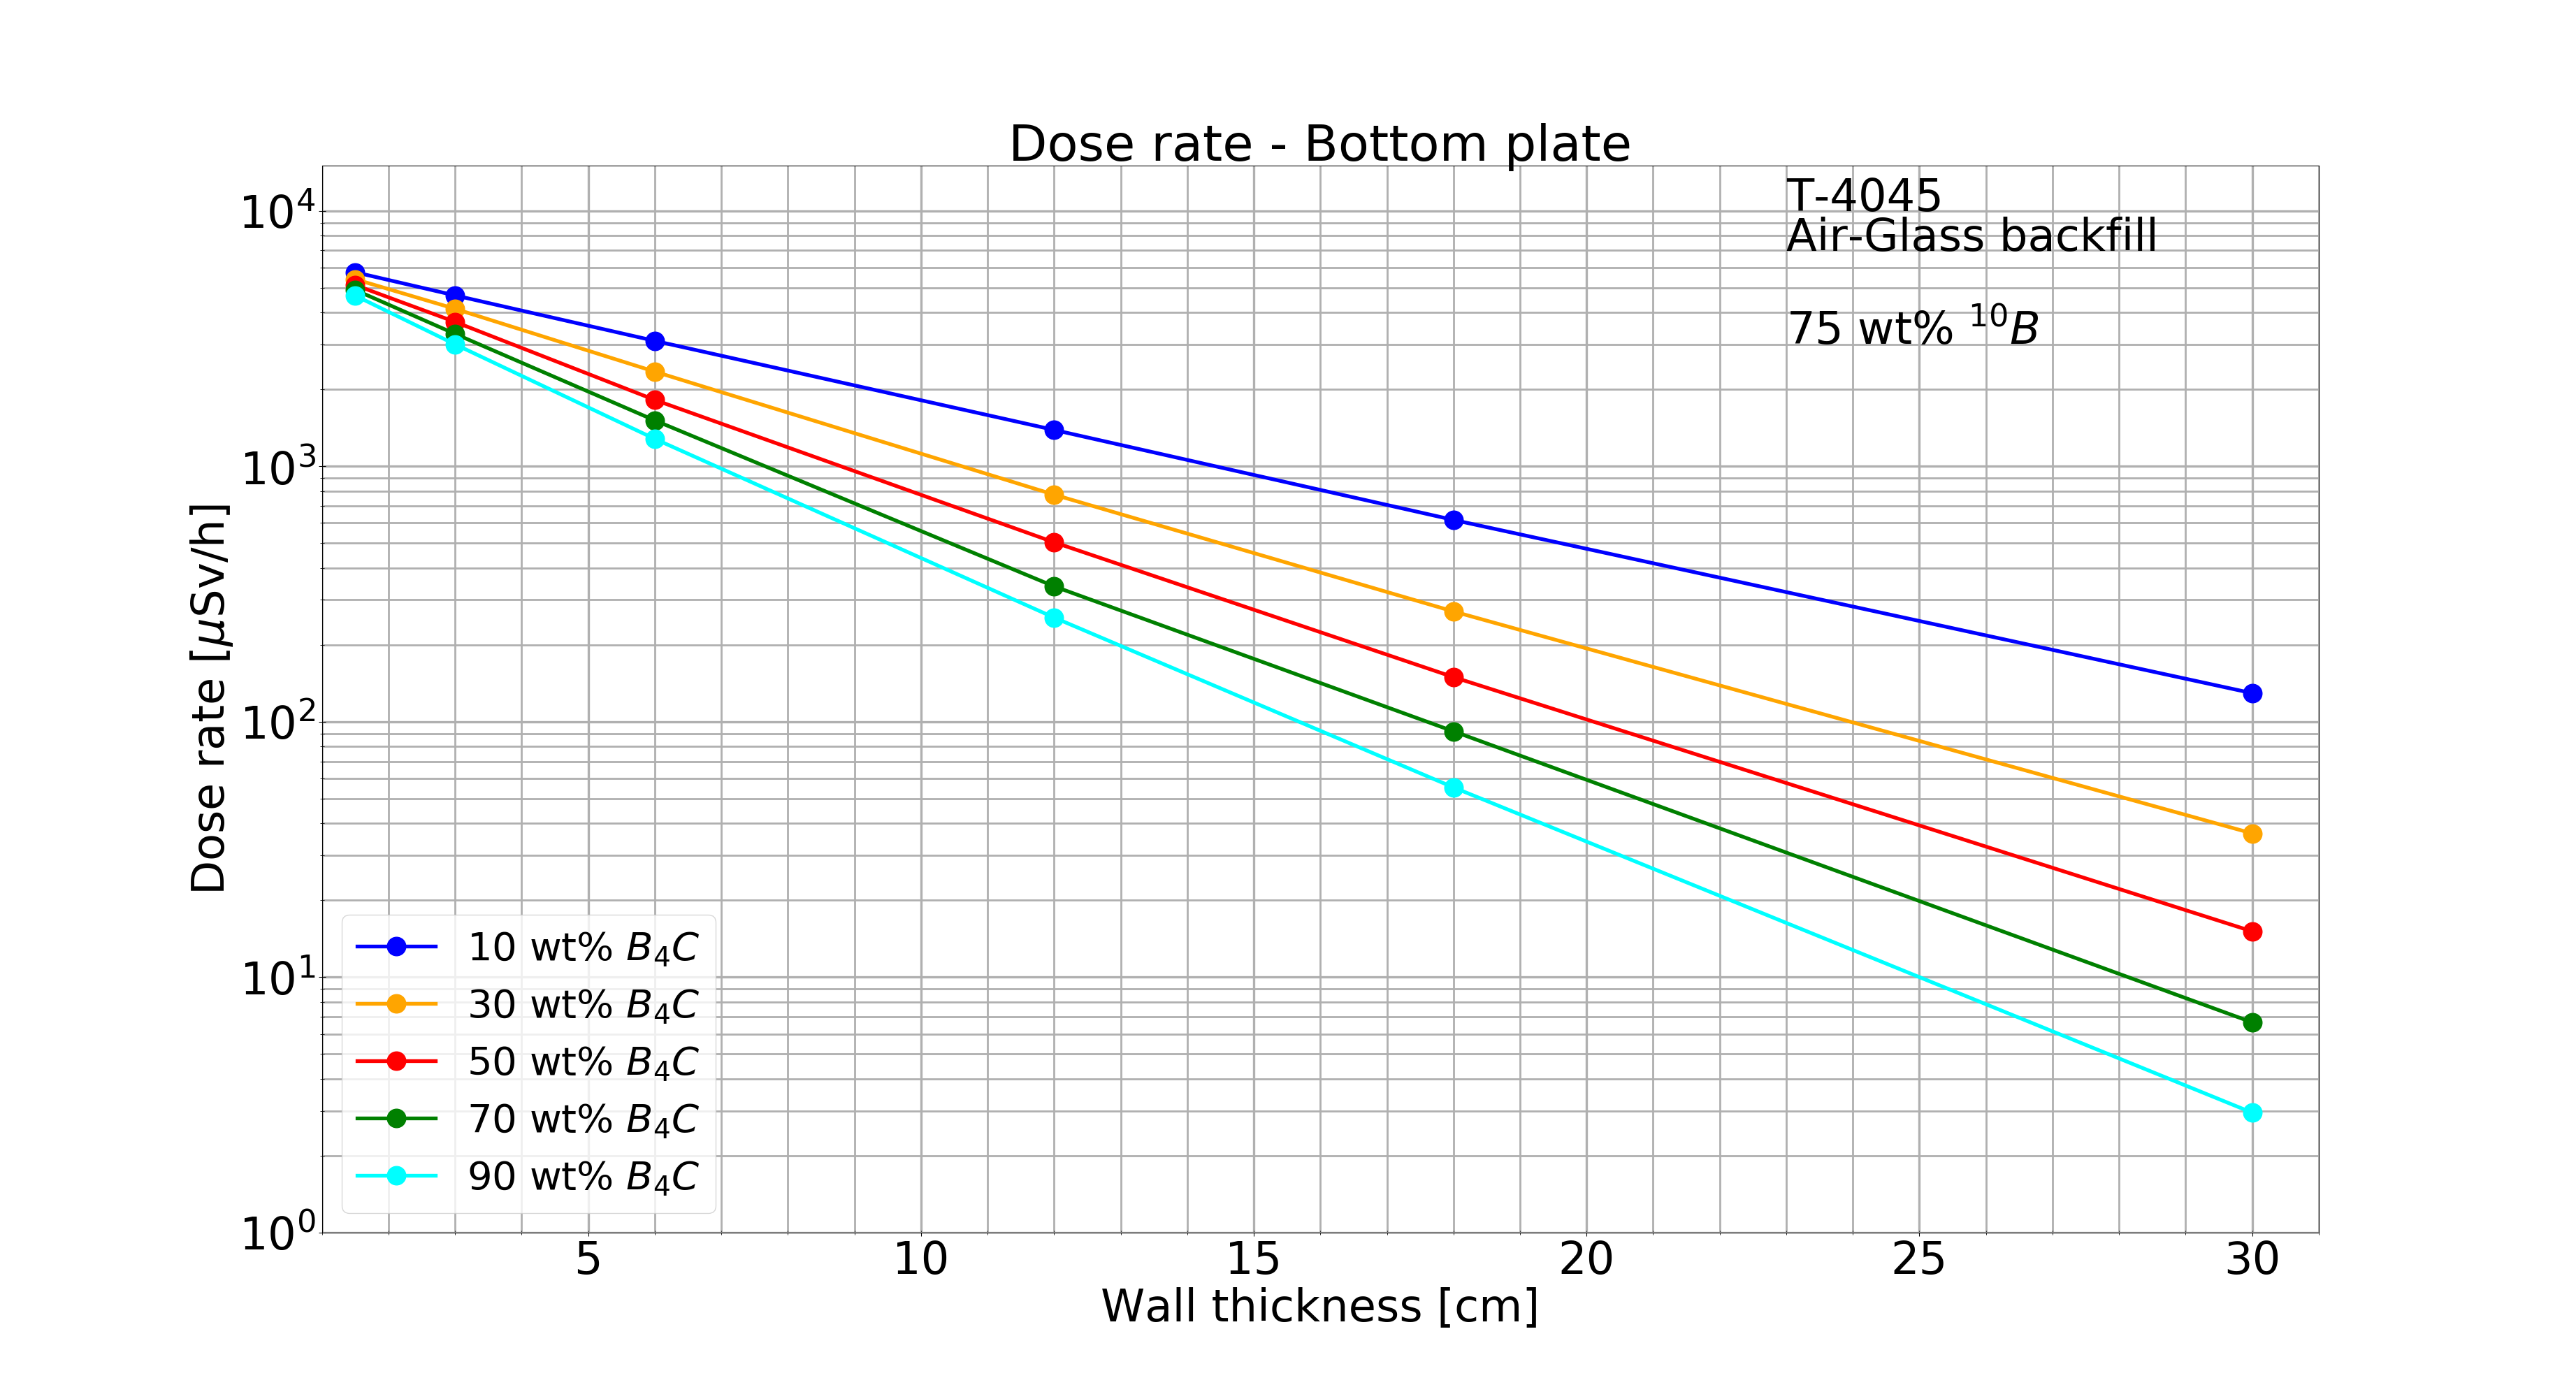 Dose rate - Bottom plate
T-4045
Air-Glass backfill
75 wt% ¹⁰B
Dose rate [μSv/h]
10⁴
10³
10²
10¹
10⁰
10 wt% B₄C
30 wt% B₄C
50 wt% B₄C
70 wt% B₄C
90 wt% B₄C
5 10 15 20 25 30
Wall thickness [cm]